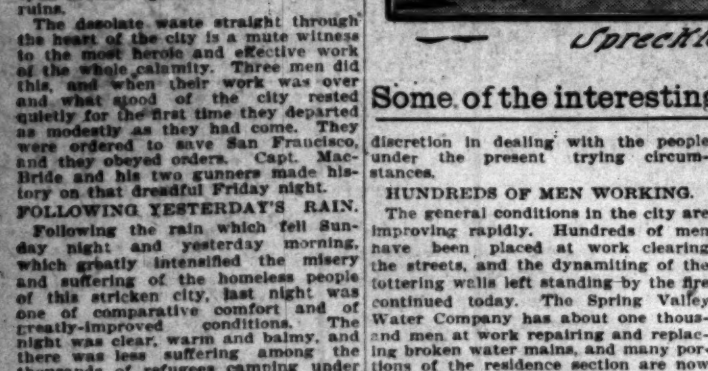 ruins.
The desolate waste straight through
the heart of the city is a mute witness
to the most heroic and effective work
of the whole calamity. Three men did
this, and when their work was over
and what stood of the city rested
quietly for the first time they departed
as modestly as they had come. They
were ordered to save San Francisco,
and they obeyed orders. Capt. Mac-
Bride and his two gunners made his-
tory on that dreadful Friday night.
FOLLOWING YESTERDAY'S RAIN.
Following the rain which fell Sun-
day night and yesterday morning,
which greatly intensified the misery
and suffering of the homeless people
of this stricken city, last night was
one of comparative comfort and of
greatly-improved conditions. The
night was clear, warm and balmy, and
there was less suffering among the
thousands of refugees camping under
Spreckl
Some of the interesting
discretion in dealing with the people
under the present trying circum-
stances.
HUNDREDS OF MEN WORKING.
The general conditions in the city are
improving rapidly. Hundreds of men
have been placed at work clearing
the streets, and the dynamiting of the
tottering walls left standing by the fire
continued today. The Spring Valley
Water Company has about one thous-
and men at work repairing and replac-
ing broken water mains, and many por-
tions of the residence section are now